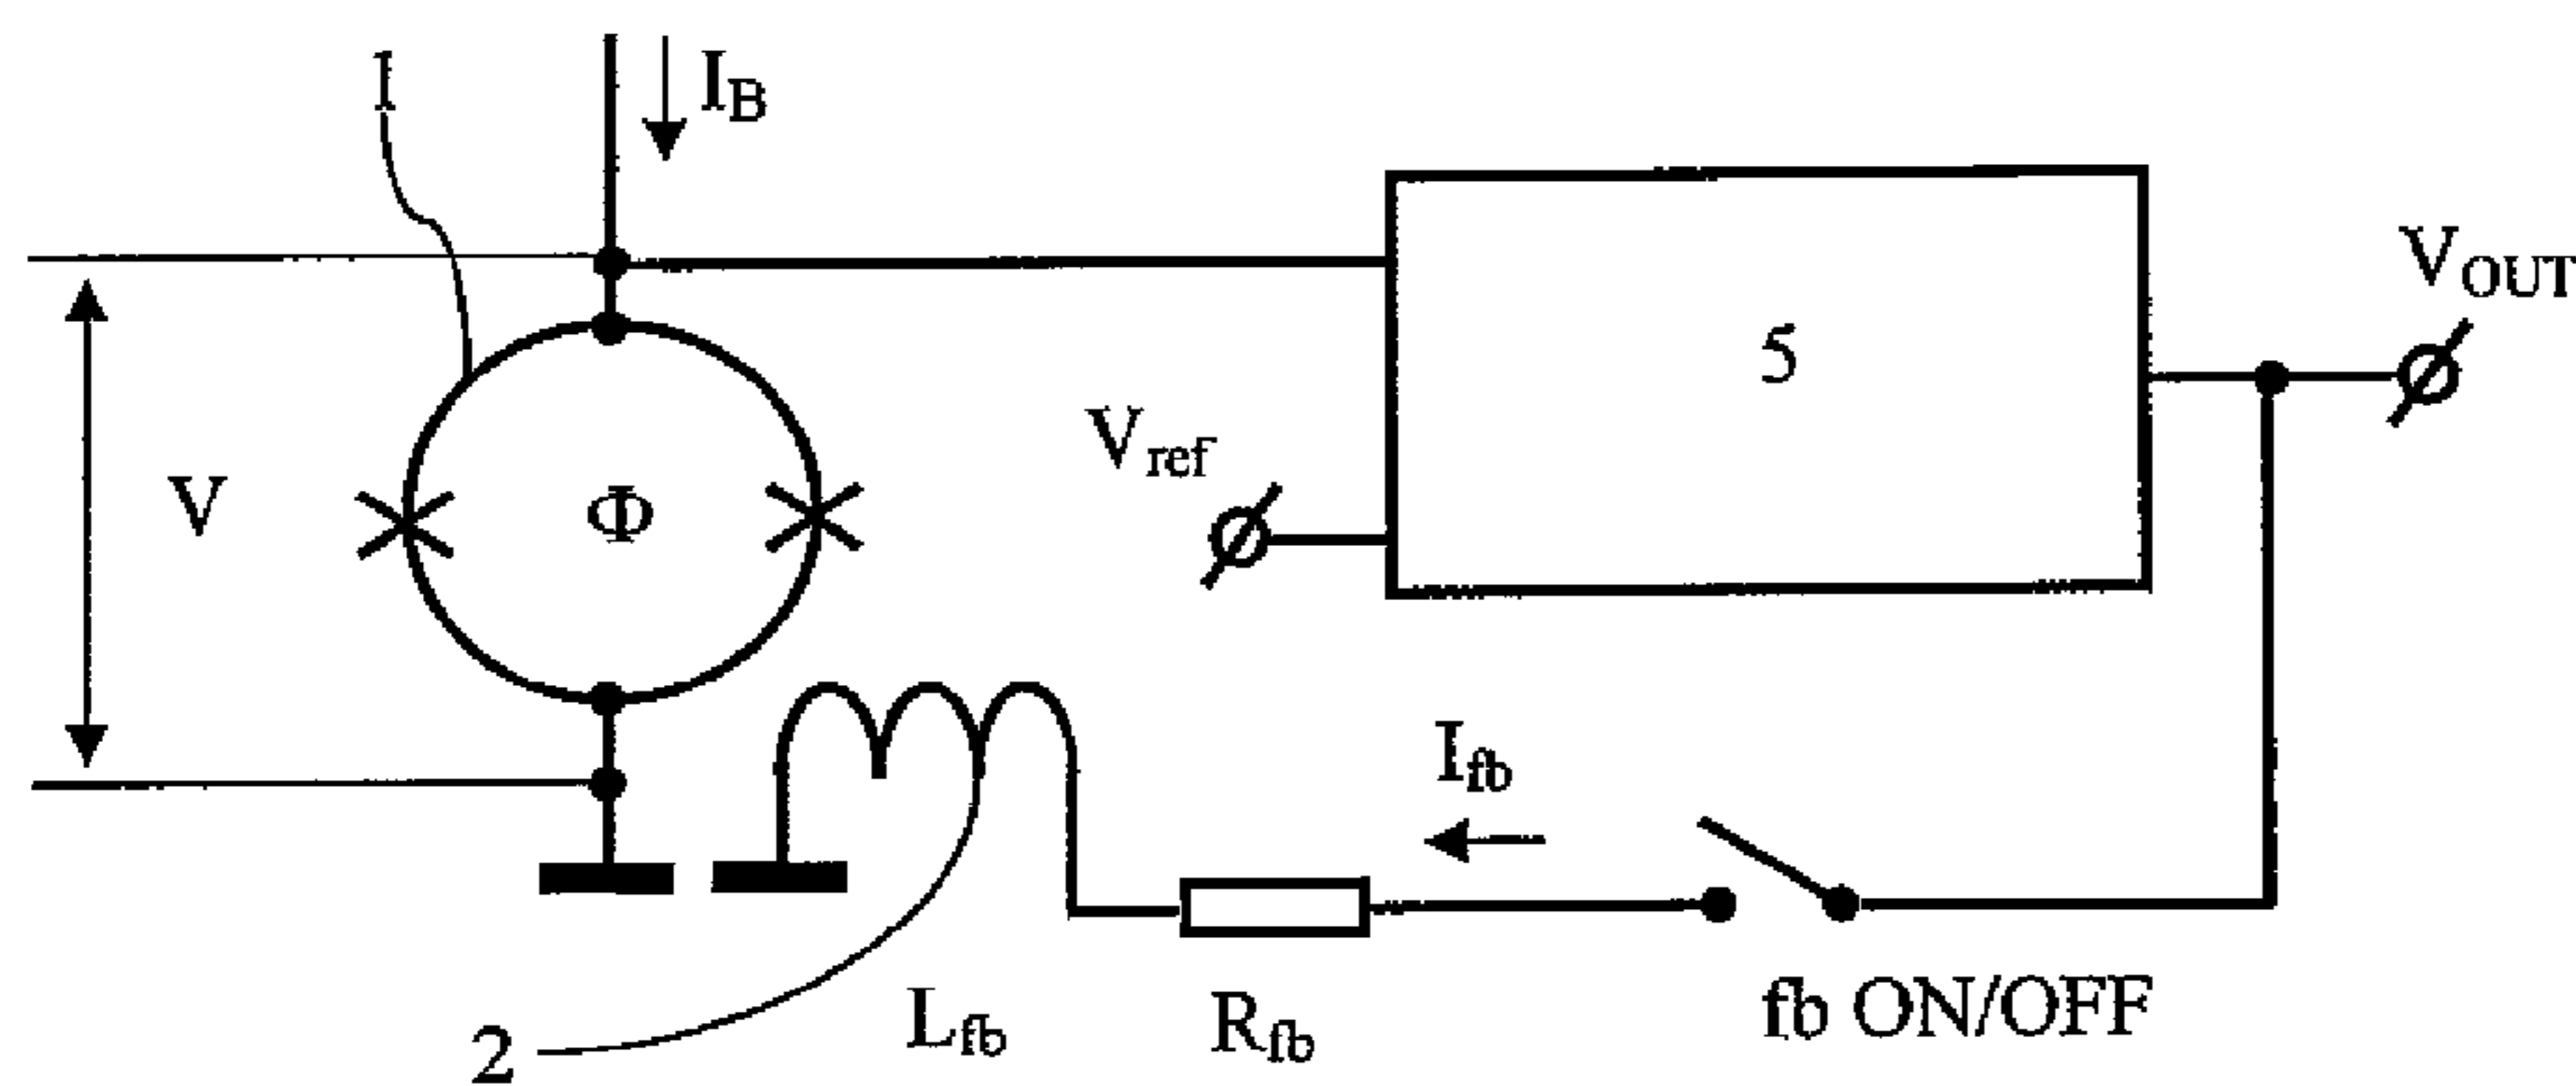 1
I_B
V_OUT
5
V_ref
V
Φ
I_fb
L_fb
R_fb
fb ON/OFF
2